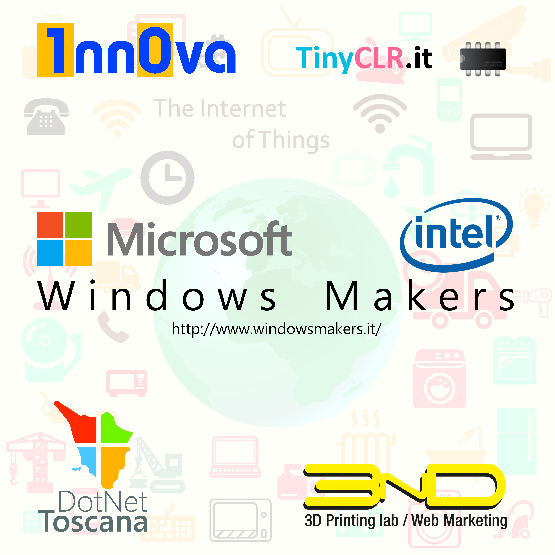 1nn0va
TinyCLR.it
The Internet
of Things
Microsoft
intel
Windows Makers
http://www.windowsmakers.it/
DotNet
Toscana
3ND
3D Printing lab / Web Marketing